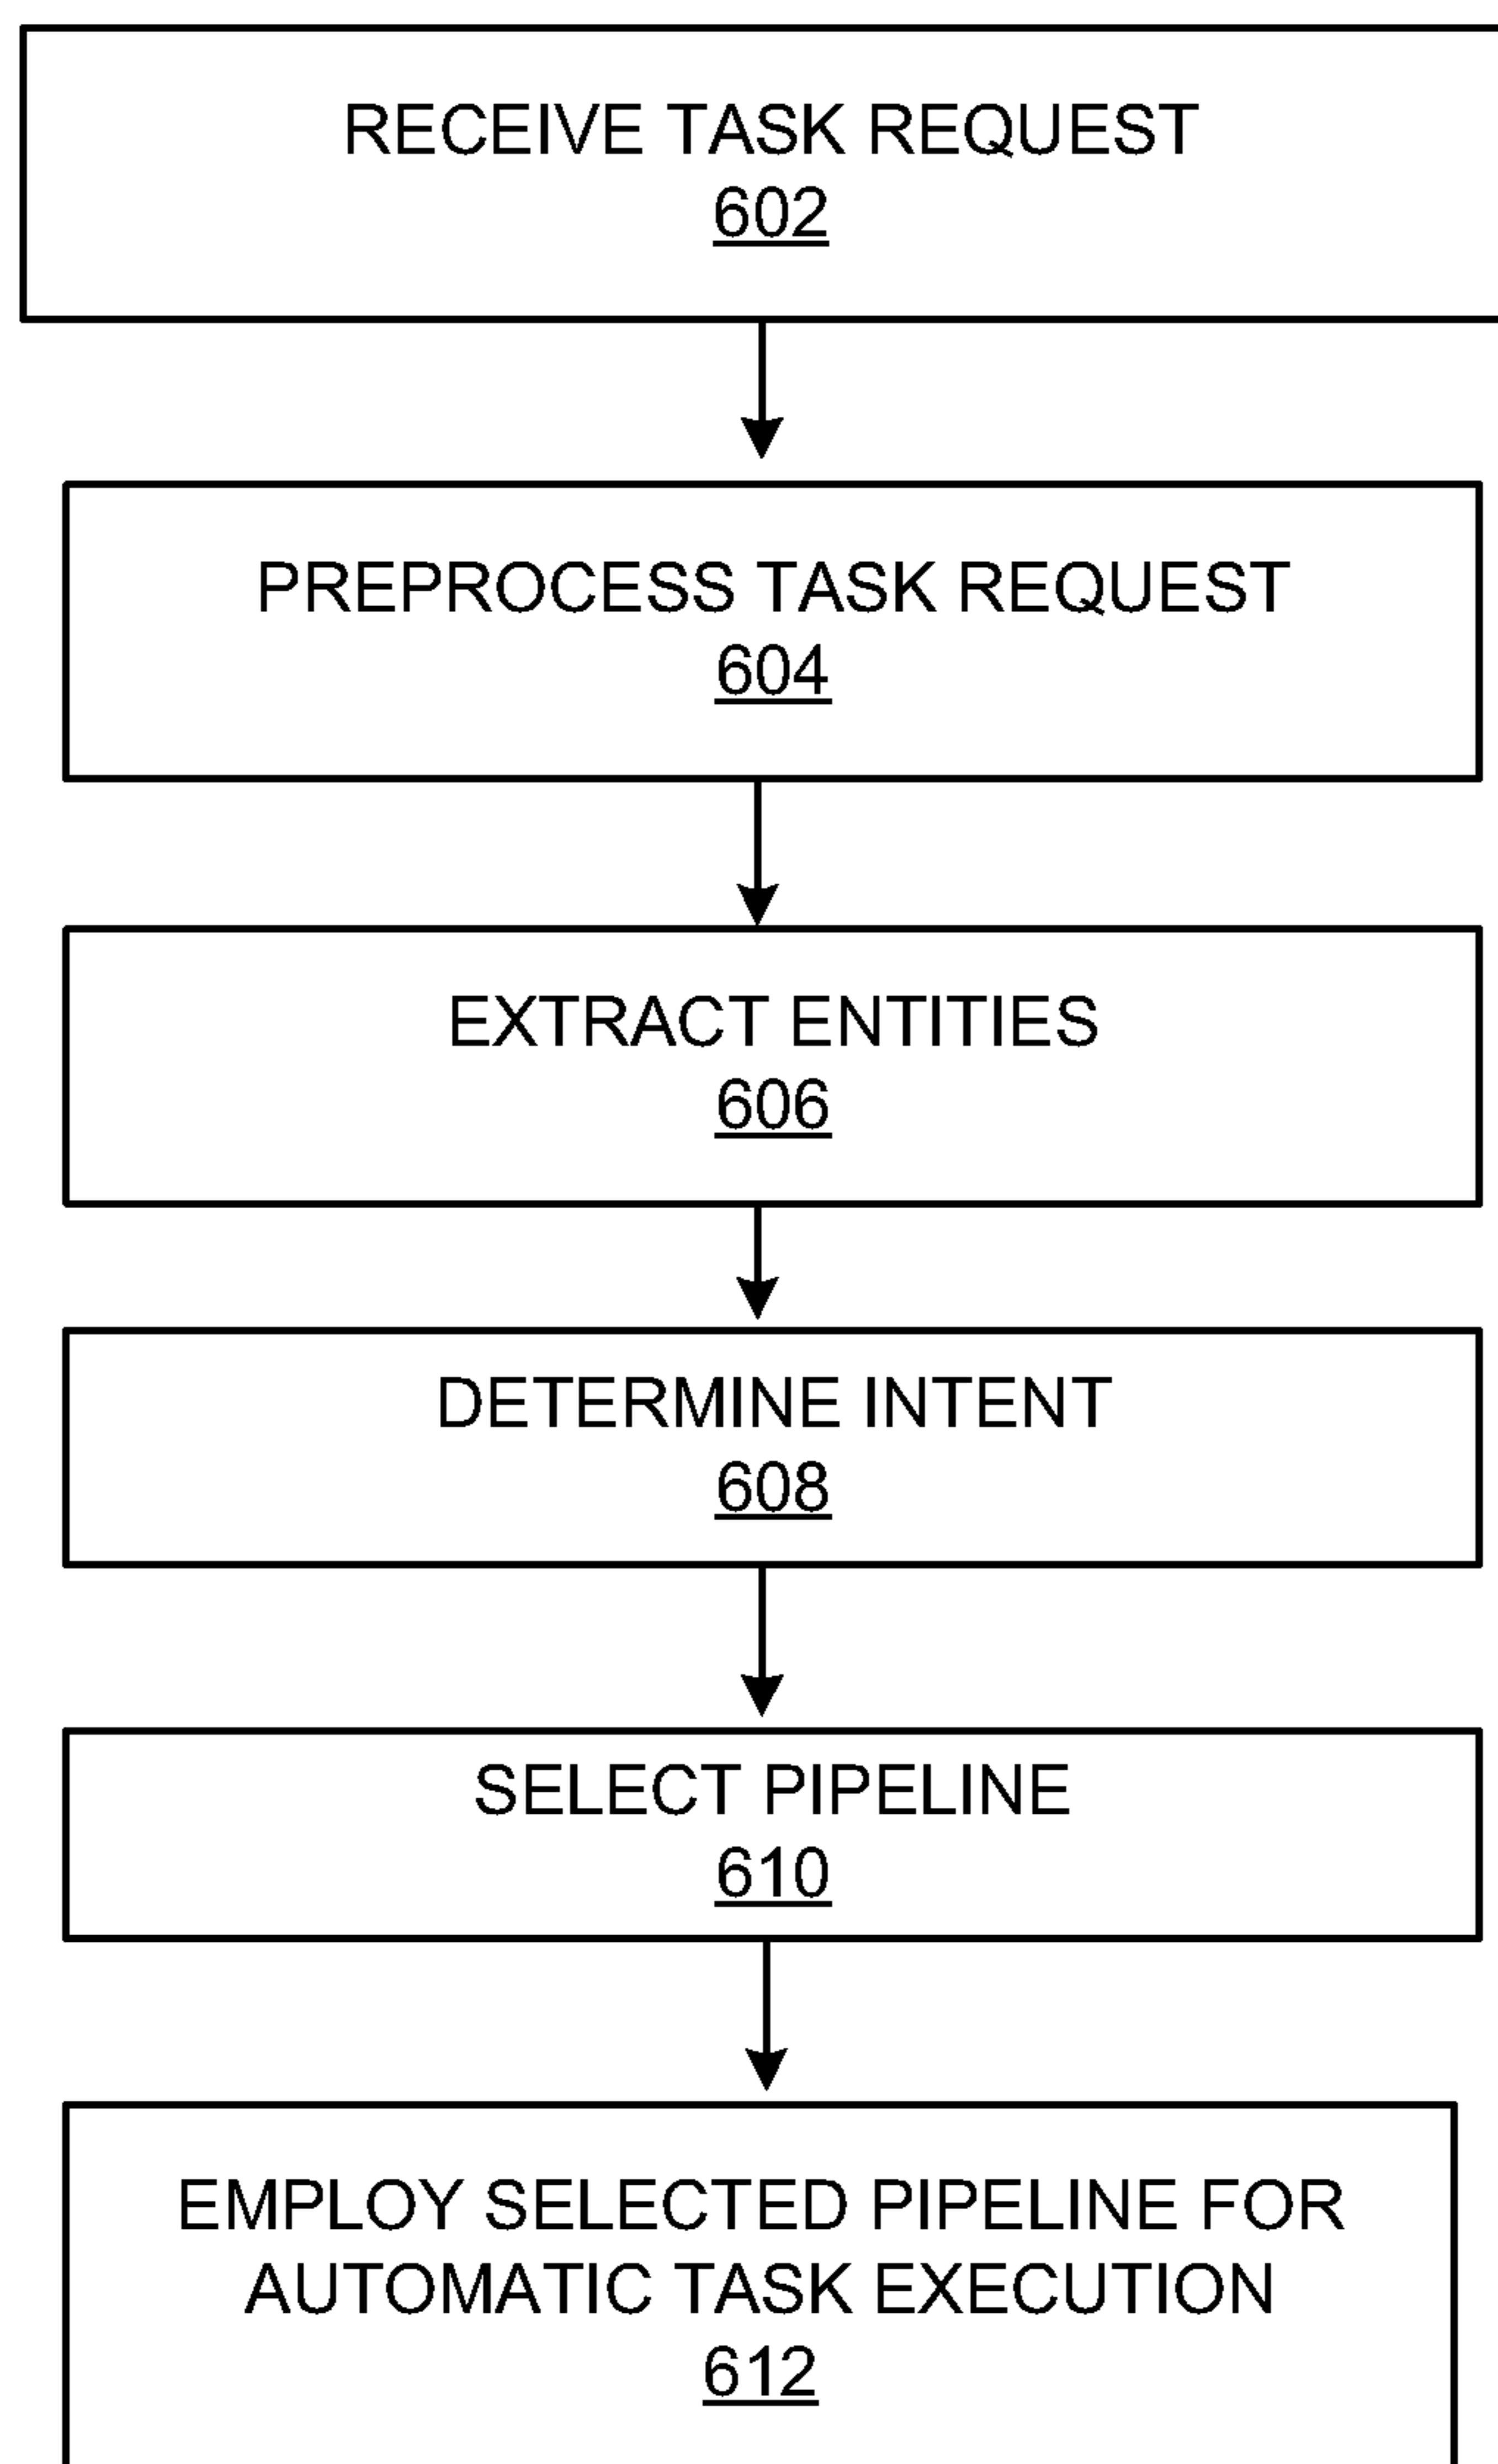 RECEIVE TASK REQUEST
602
PREPROCESS TASK REQUEST
604
EXTRACT ENTITIES
606
DETERMINE INTENT
608
SELECT PIPELINE
610
EMPLOY SELECTED PIPELINE FOR
AUTOMATIC TASK EXECUTION
612